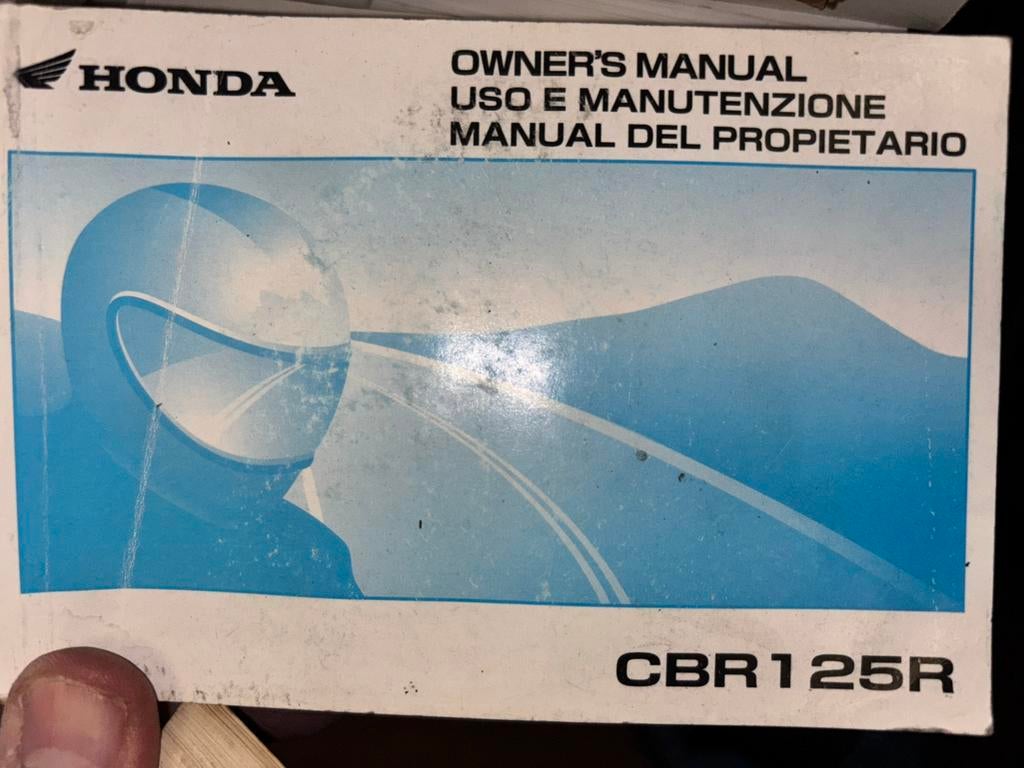 HONDA
OWNER'S MANUAL
USO E MANUTENZIONE
MANUAL DEL PROPIETARIO
CBR125R